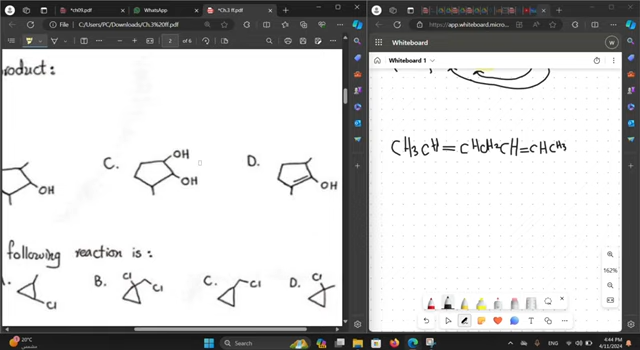 *ch09.pdf
WhatsApp
*Ch.3 ff.pdf
File
C:/Users/PC/Downloads/Ch.3%20ff.pdf
https://app.whiteboard.micro...
2 of 6
Whiteboard
W
Whiteboard 1
roduct:
C.
OH
OH
D.
OH
OH
CH3CH=CHCH2CH=CHCH3
following reaction is:
B.
Cl
Cl
C.
Cl
D.
Cl
Cl
162%
20°C
Search
ENG
4:44 PM
4/11/2024